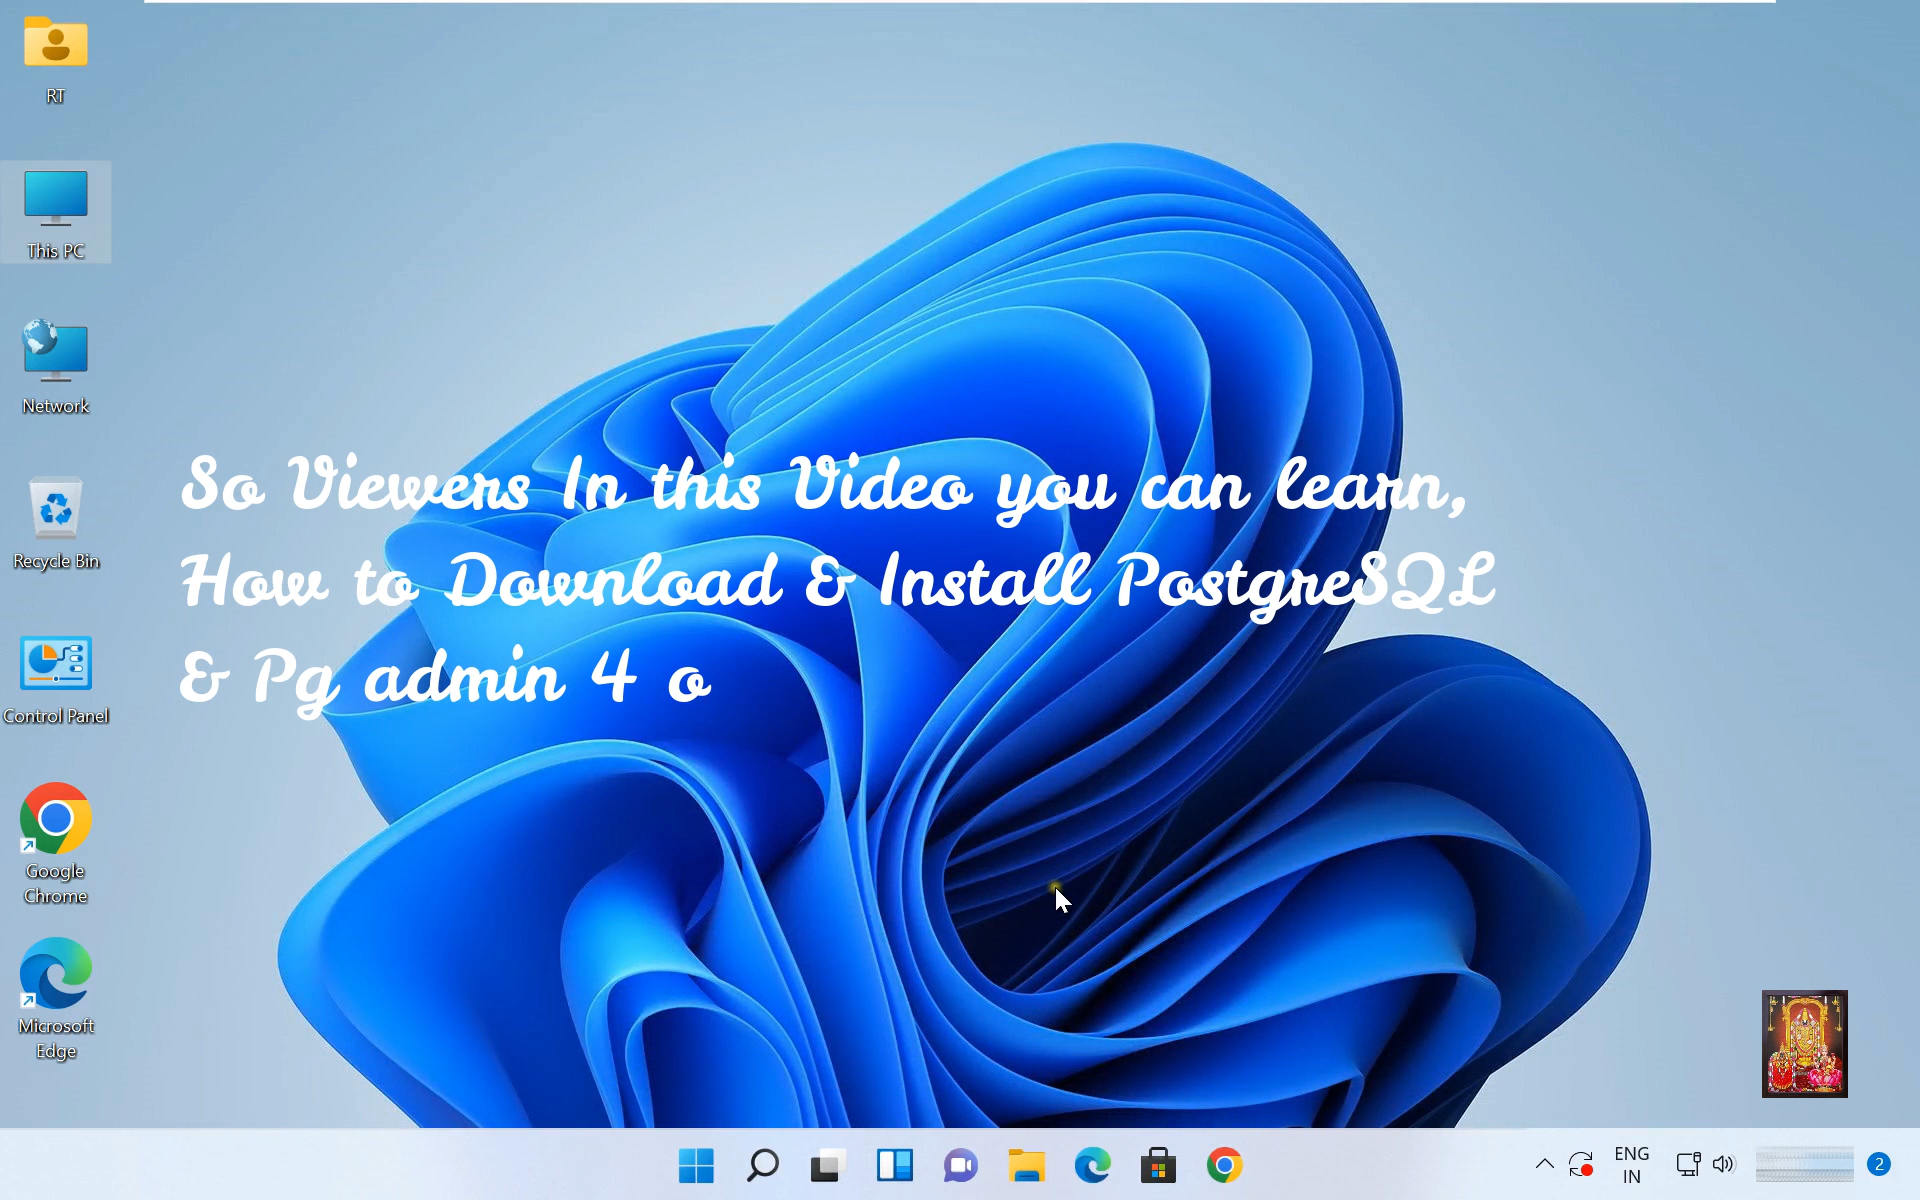 RT
This PC
Network
Recycle Bin
Control Panel
Google
Chrome
Microsoft
Edge
So Viewers In this Video you can learn,
How to Download & Install PostgreSQL
& Pg admin 4 o
ENG
IN
2